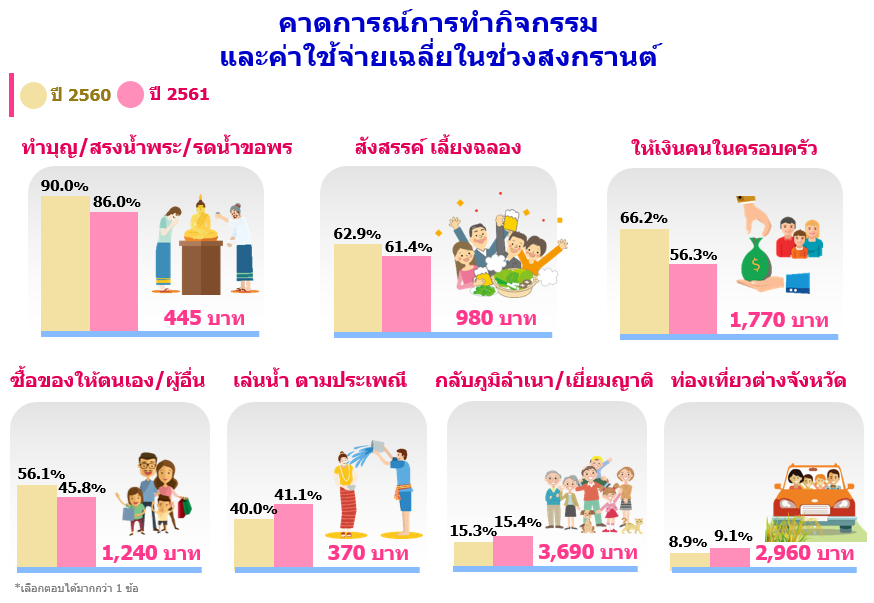 คาดการณ์การทำกิจกรรม
และค่าใช้จ่ายเฉลี่ยในช่วงสงกรานต์
ปี 2560 ปี 2561
ทำบุญ/สรงน้ำพระ/รดน้ำขอพร
90.0%
86.0%
445 บาท
สังสรรค์ เลี้ยงฉลอง
62.9%
61.4%
980 บาท
ให้เงินคนในครอบครัว
66.2%
56.3%
$
1,770 บาท
ซื้อของให้ตนเอง/ผู้อื่น
56.1%
45.8%
1,240 บาท
เล่นน้ำ ตามประเพณี
40.0%
41.1%
370 บาท
กลับภูมิลำเนา/เยี่ยมญาติ
15.3%
15.4%
3,690 บาท
ท่องเที่ยวต่างจังหวัด
8.9%
9.1%
2,960 บาท
*เลือกตอบได้มากกว่า 1 ข้อ